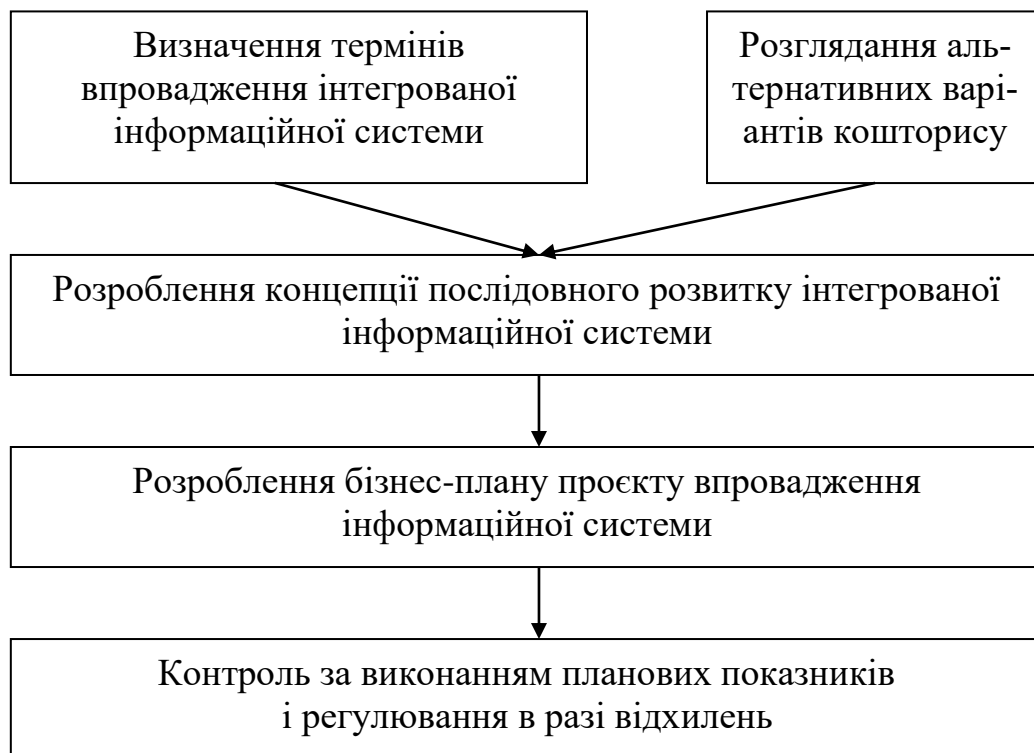 Визначення термінів
впровадження інтегрованої
інформаційної системи
Розглядання аль-
тернативних варі-
антів кошторису
Розроблення концепції послідовного розвитку інтегрованої
інформаційної системи
Розроблення бізнес-плану проєкту впровадження
інформаційної системи
Контроль за виконанням планових показників
і регулювання в разі відхилень